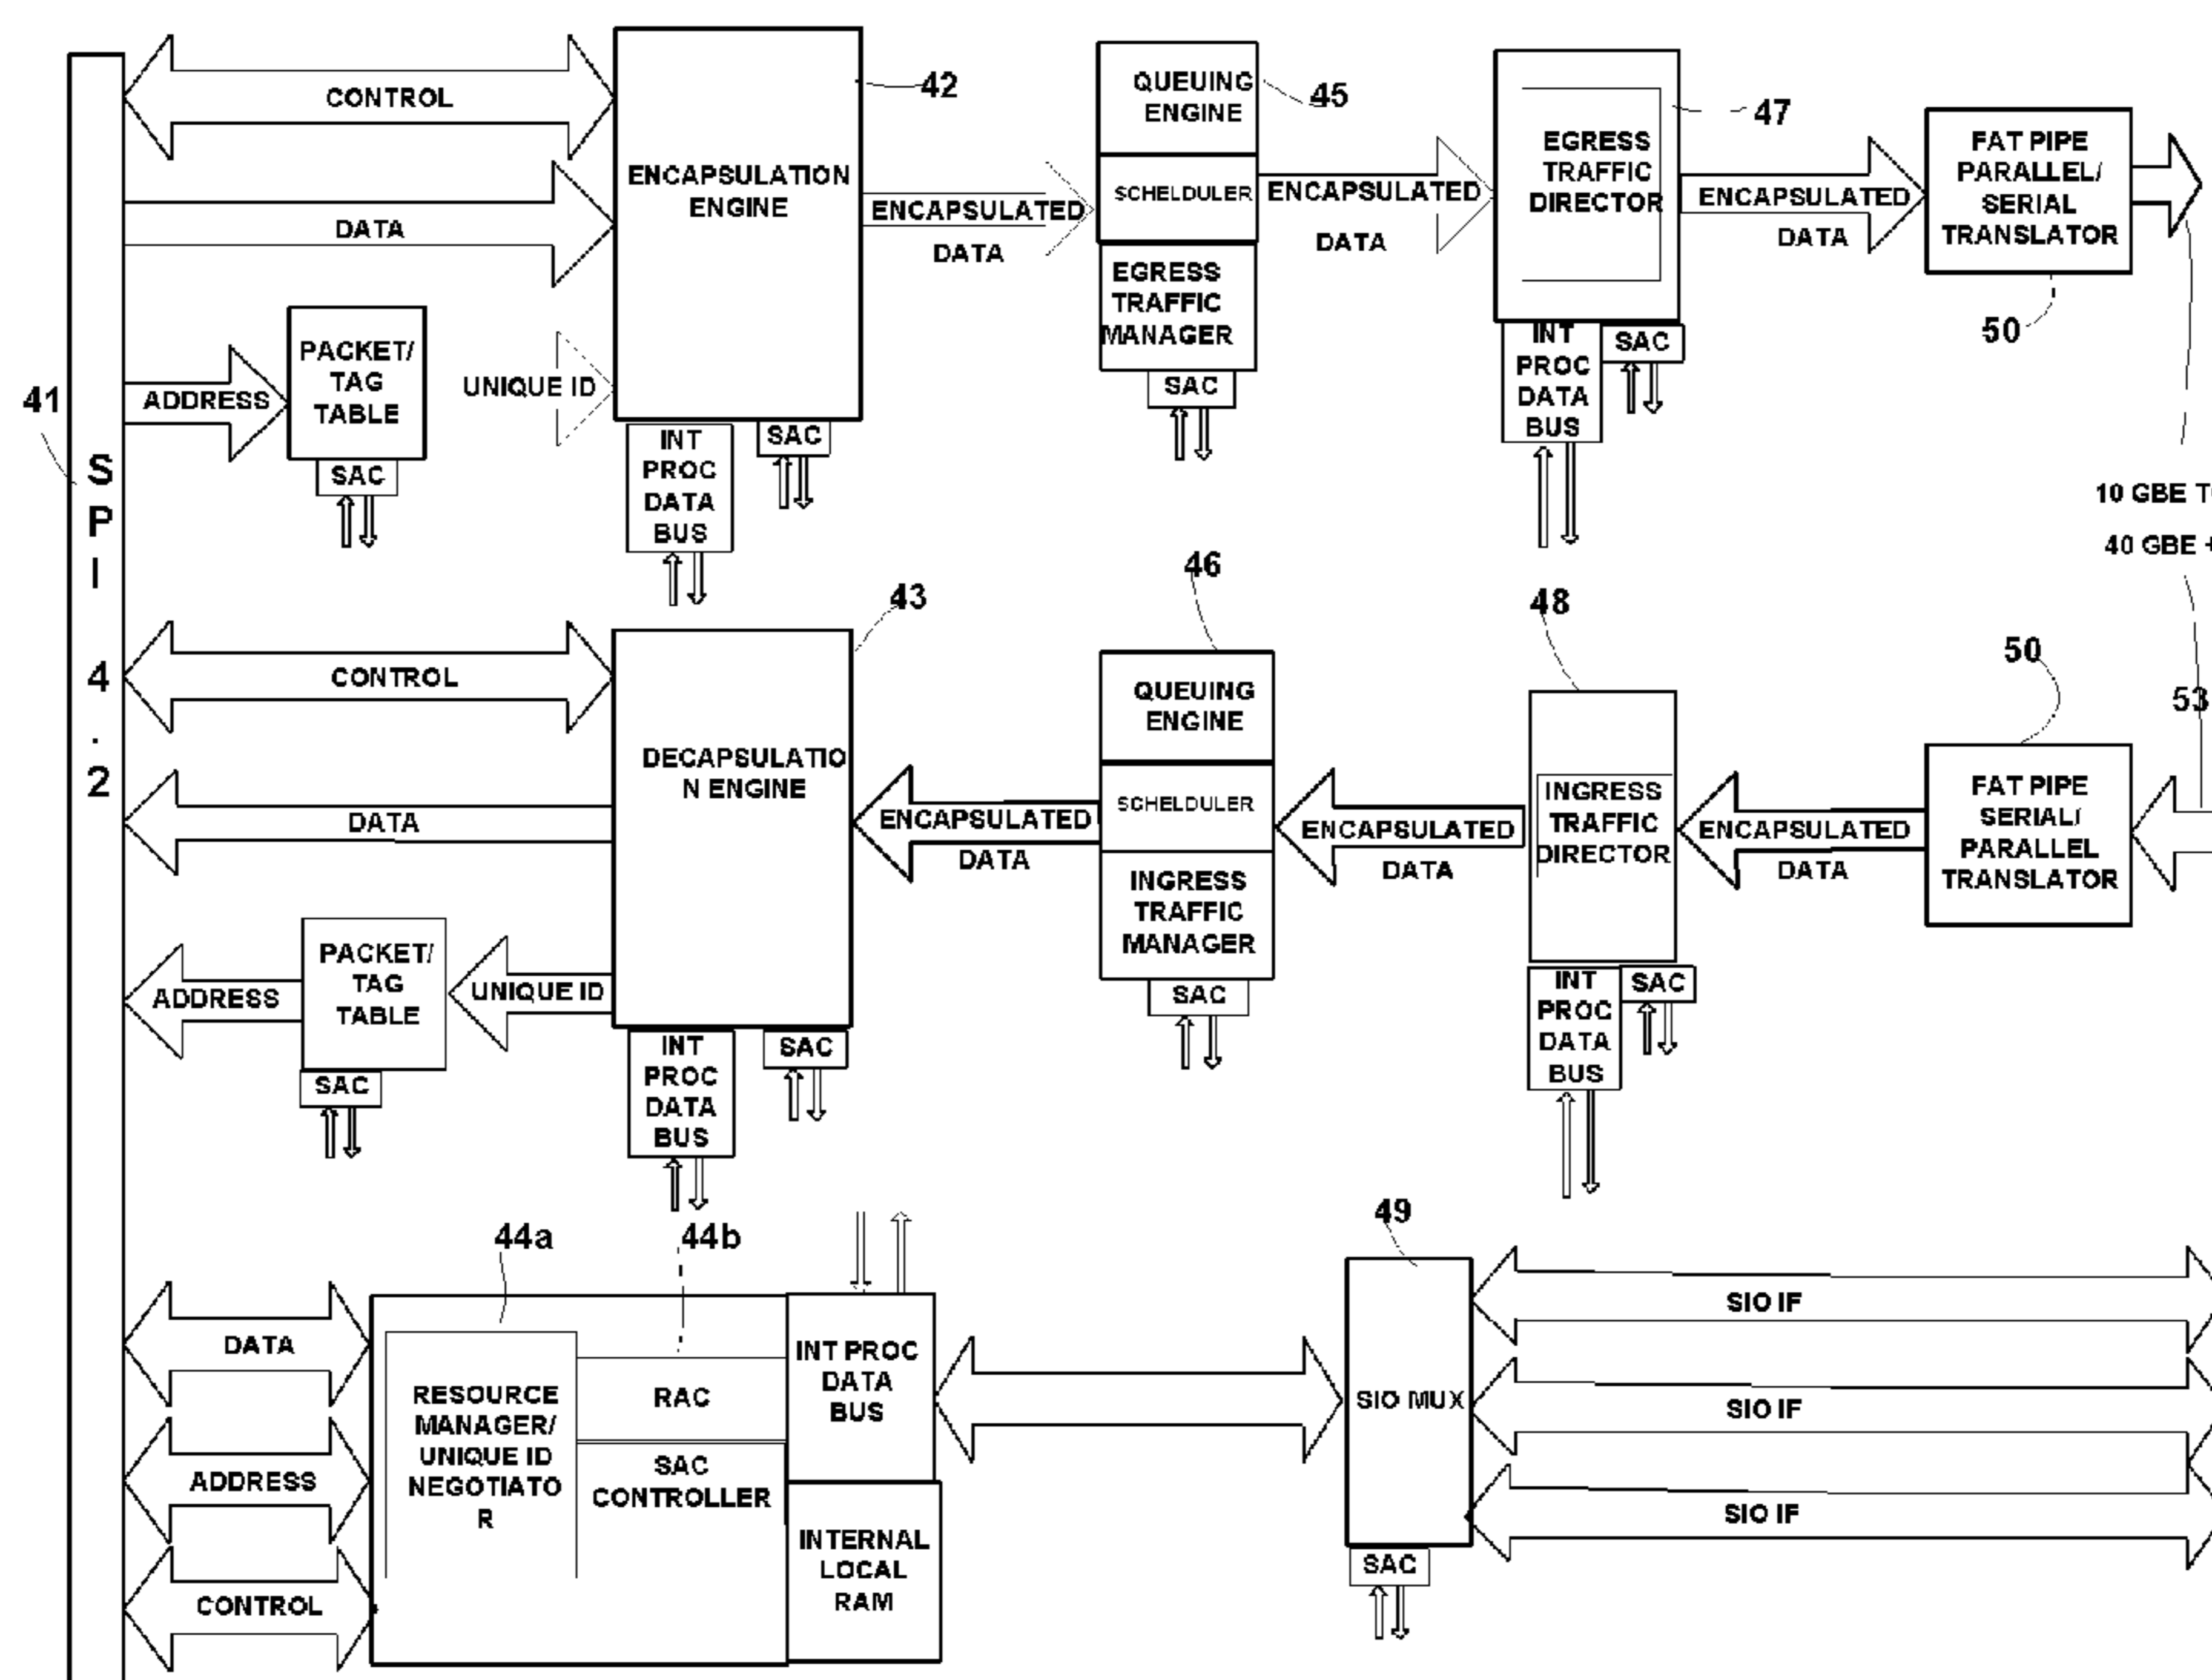 41
S
P
I
4
.
2
CONTROL
DATA
ADDRESS
PACKET/
TAG
TABLE
SAC
UNIQUE ID
ENCAPSULATION
ENGINE
42
INT
PROC
DATA
BUS
SAC
ENCAPSULATED
DATA
QUEUING
ENGINE
45
SCHELDULER
EGRESS
TRAFFIC
MANAGER
SAC
ENCAPSULATED
DATA
EGRESS
TRAFFIC
DIRECTOR
47
INT
PROC
DATA
BUS
SAC
ENCAPSULATED
DATA
FAT PIPE
PARALLEL/
SERIAL
TRANSLATOR
50
10 GBE
40 GBE +
53
CONTROL
DATA
ADDRESS
PACKET/
TAG
TABLE
SAC
UNIQUE ID
43
DECAPSULATIO
N ENGINE
INT
PROC
DATA
BUS
SAC
ENCAPSULATED
DATA
46
QUEUING
ENGINE
SCHELDULER
INGRESS
TRAFFIC
MANAGER
SAC
ENCAPSULATED
DATA
48
INGRESS
TRAFFIC
DIRECTOR
INT
PROC
DATA
BUS
SAC
ENCAPSULATED
DATA
50
FAT PIPE
SERIAL/
PARALLEL
TRANSLATOR
DATA
ADDRESS
CONTROL
44a
44b
RESOURCE
MANAGER/
UNIQUE ID
NEGOTIATO
R
RAC
SAC
CONTROLLER
INT PROC
DATA
BUS
INTERNAL
LOCAL
RAM
49
SIO MUX
SAC
SIO IF
SIO IF
SIO IF